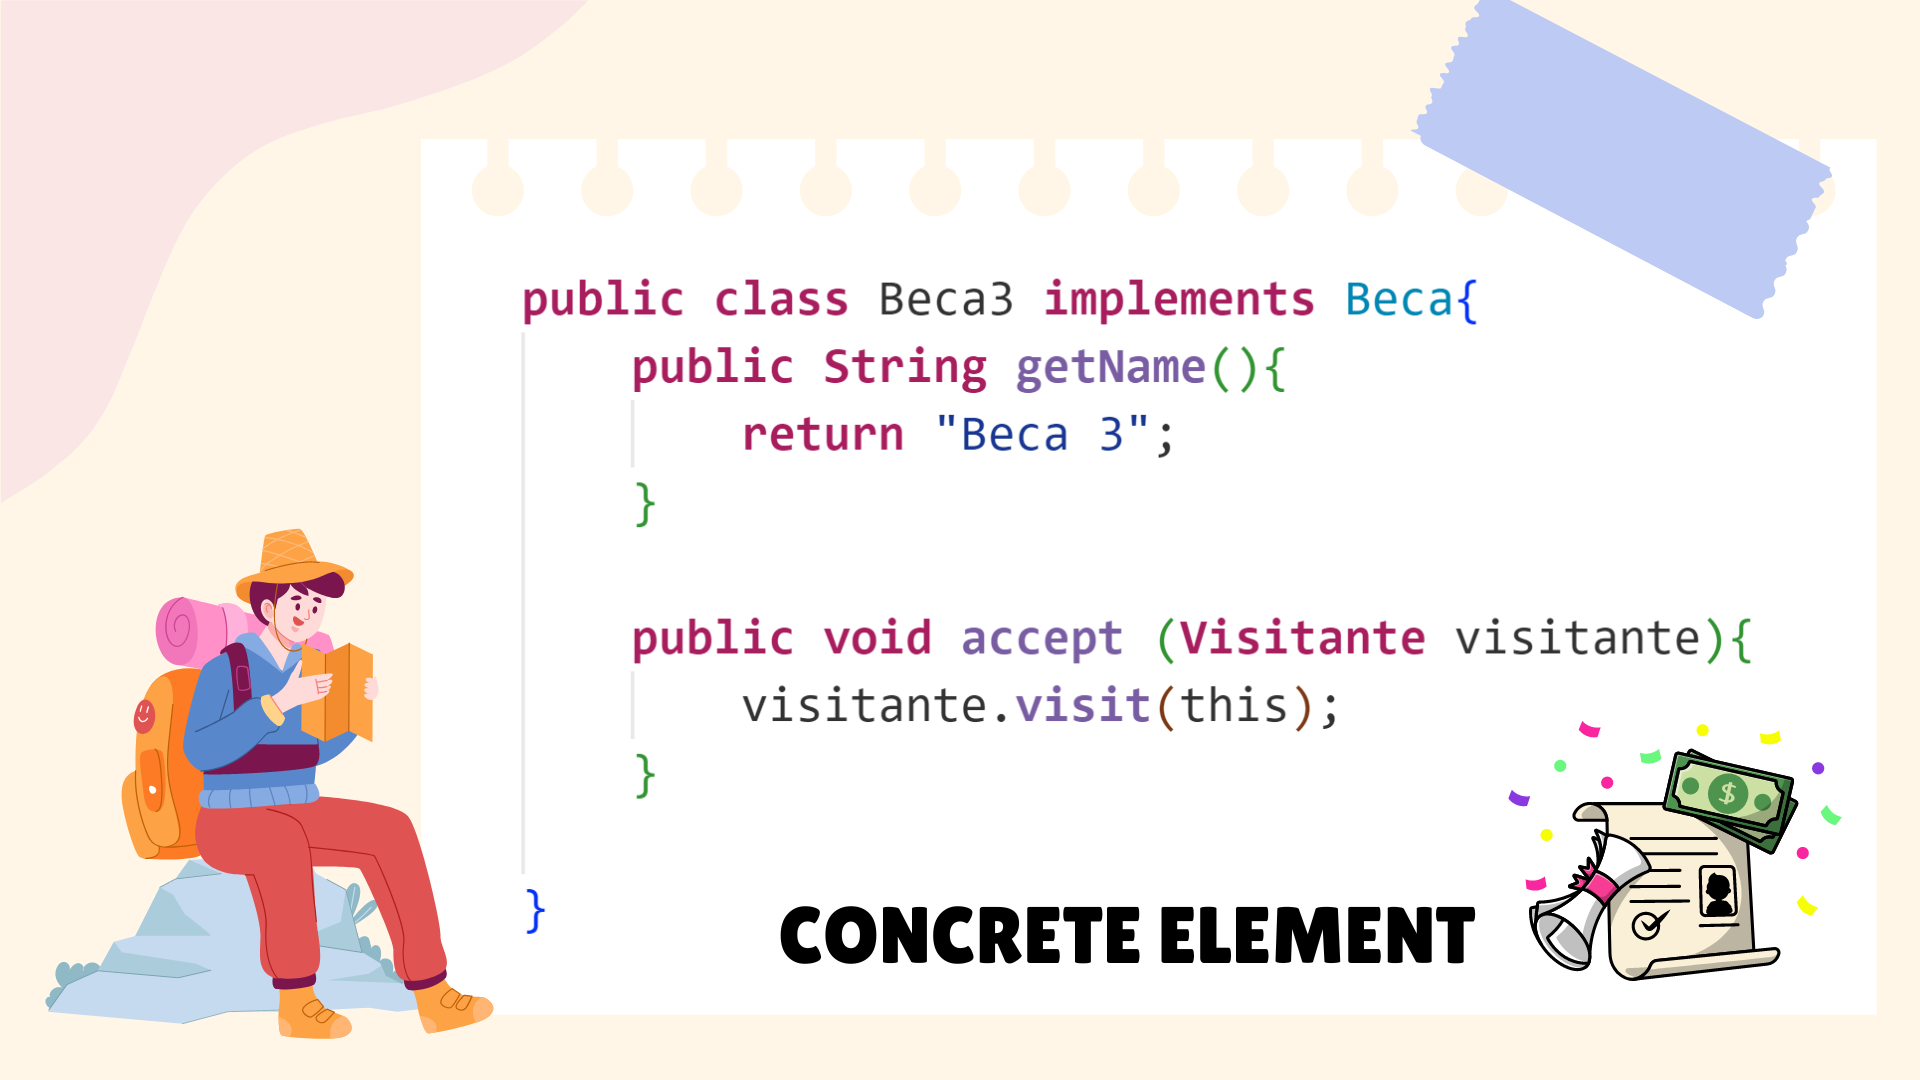 public class Beca3 implements Beca{
    public String getName(){
        return "Beca 3";
    }

    public void accept (Visitante visitante){
        visitante.visit(this);
    }

}
CONCRETE ELEMENT
$